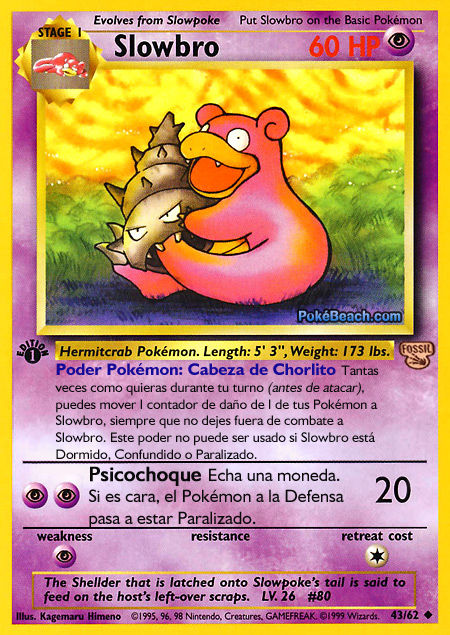 Evolves from Slowpoke Put Slowbro on the Basic Pokémon
STAGE 1
Slowbro 60 HP
PokéBeach.com
EDITION 1
Hermitcrab Pokémon. Length: 5' 3", Weight: 173 lbs.
FOSSIL
Poder Pokémon: Cabeza de Chorlito Tantas
veces como quieras durante tu turno (antes de atacar),
puedes mover 1 contador de daño de 1 de tus Pokémon a
Slowbro, siempre que no dejes fuera de combate a
Slowbro. Este poder no puede ser usado si Slowbro está
Dormido, Confundido o Paralizado.
Psicochoque Echa una moneda.
Si es cara, el Pokémon a la Defensa
pasa a estar Paralizado.
20
weakness resistance retreat cost
The Shellder that is latched onto Slowpoke's tail is said to
feed on the host's left-over scraps. LV. 26 #80
Illus. Kagemaru Himeno ©1995, 96, 98 Nintendo, Creatures, GAMEFREAK. ©1999 Wizards. 43/62